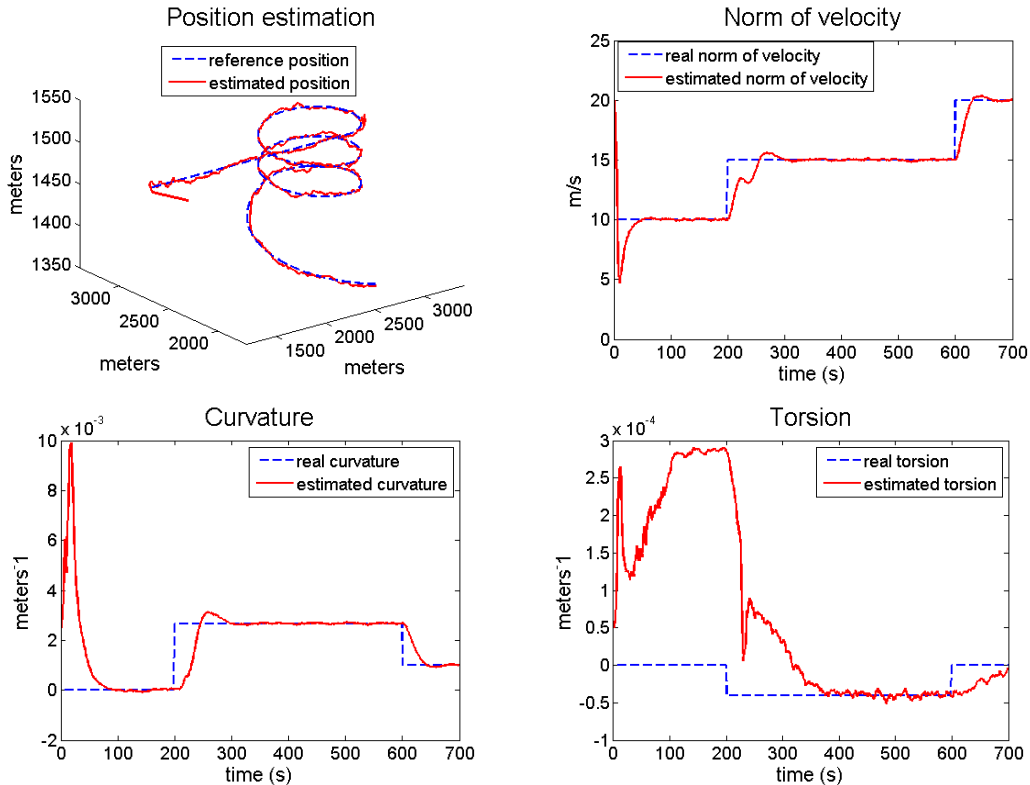 Position estimation
reference position
estimated position
1550
1500
1450
1400
1350
meters
3000
2500
2000
meters
1500
2000
2500
3000
meters
Norm of velocity
real norm of velocity
estimated norm of velocity
25
20
15
10
5
0
m/s
0 100 200 300 400 500 600 700
time (s)
Curvature
x 10-3
real curvature
estimated curvature
10
8
6
4
2
0
-2
meters-1
0 100 200 300 400 500 600 700
time (s)
Torsion
x 10-4
real torsion
estimated torsion
3
2.5
2
1.5
1
0.5
0
-0.5
-1
meters-1
0 100 200 300 400 500 600 700
time (s)